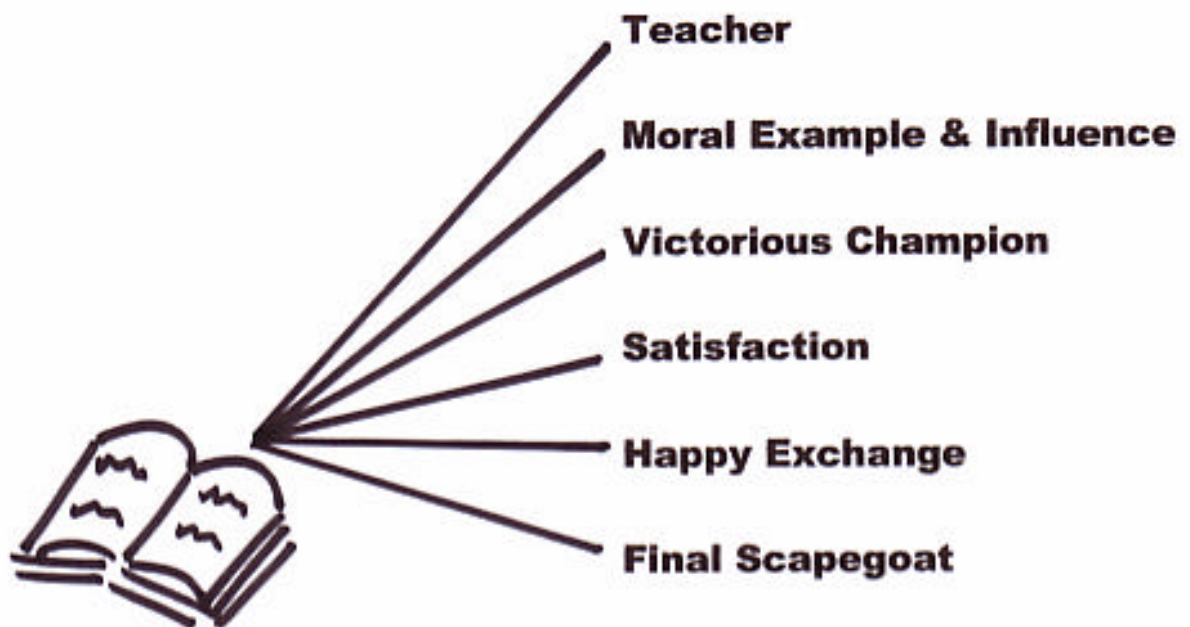 Teacher
Moral Example & Influence
Victorious Champion
Satisfaction
Happy Exchange
Final Scapegoat